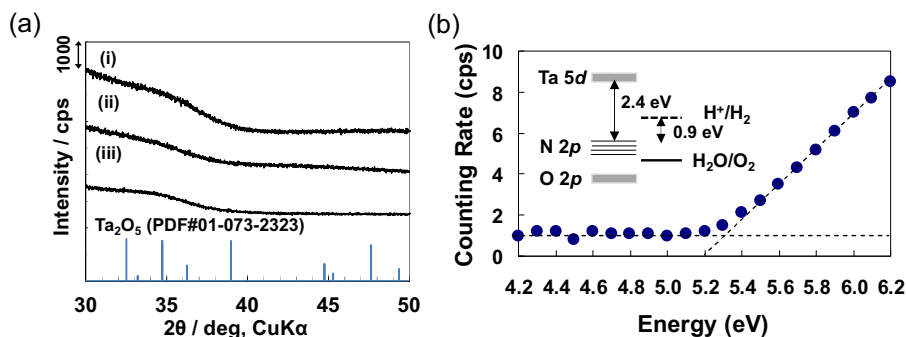 (a)
1000
(i)
(ii)
(iii)
Intensity / cps
Ta₂O₅ (PDF#01-073-2323)
30 35 40 45 50
2θ / deg, CuKα
(b)
Counting Rate (cps)
10
8
6
4
2
0
Ta 5d
2.4 eV
H⁺/H₂
0.9 eV
N 2p
H₂O/O₂
O 2p
4.2 4.4 4.6 4.8 5.0 5.2 5.4 5.6 5.8 6.0 6.2
Energy (eV)